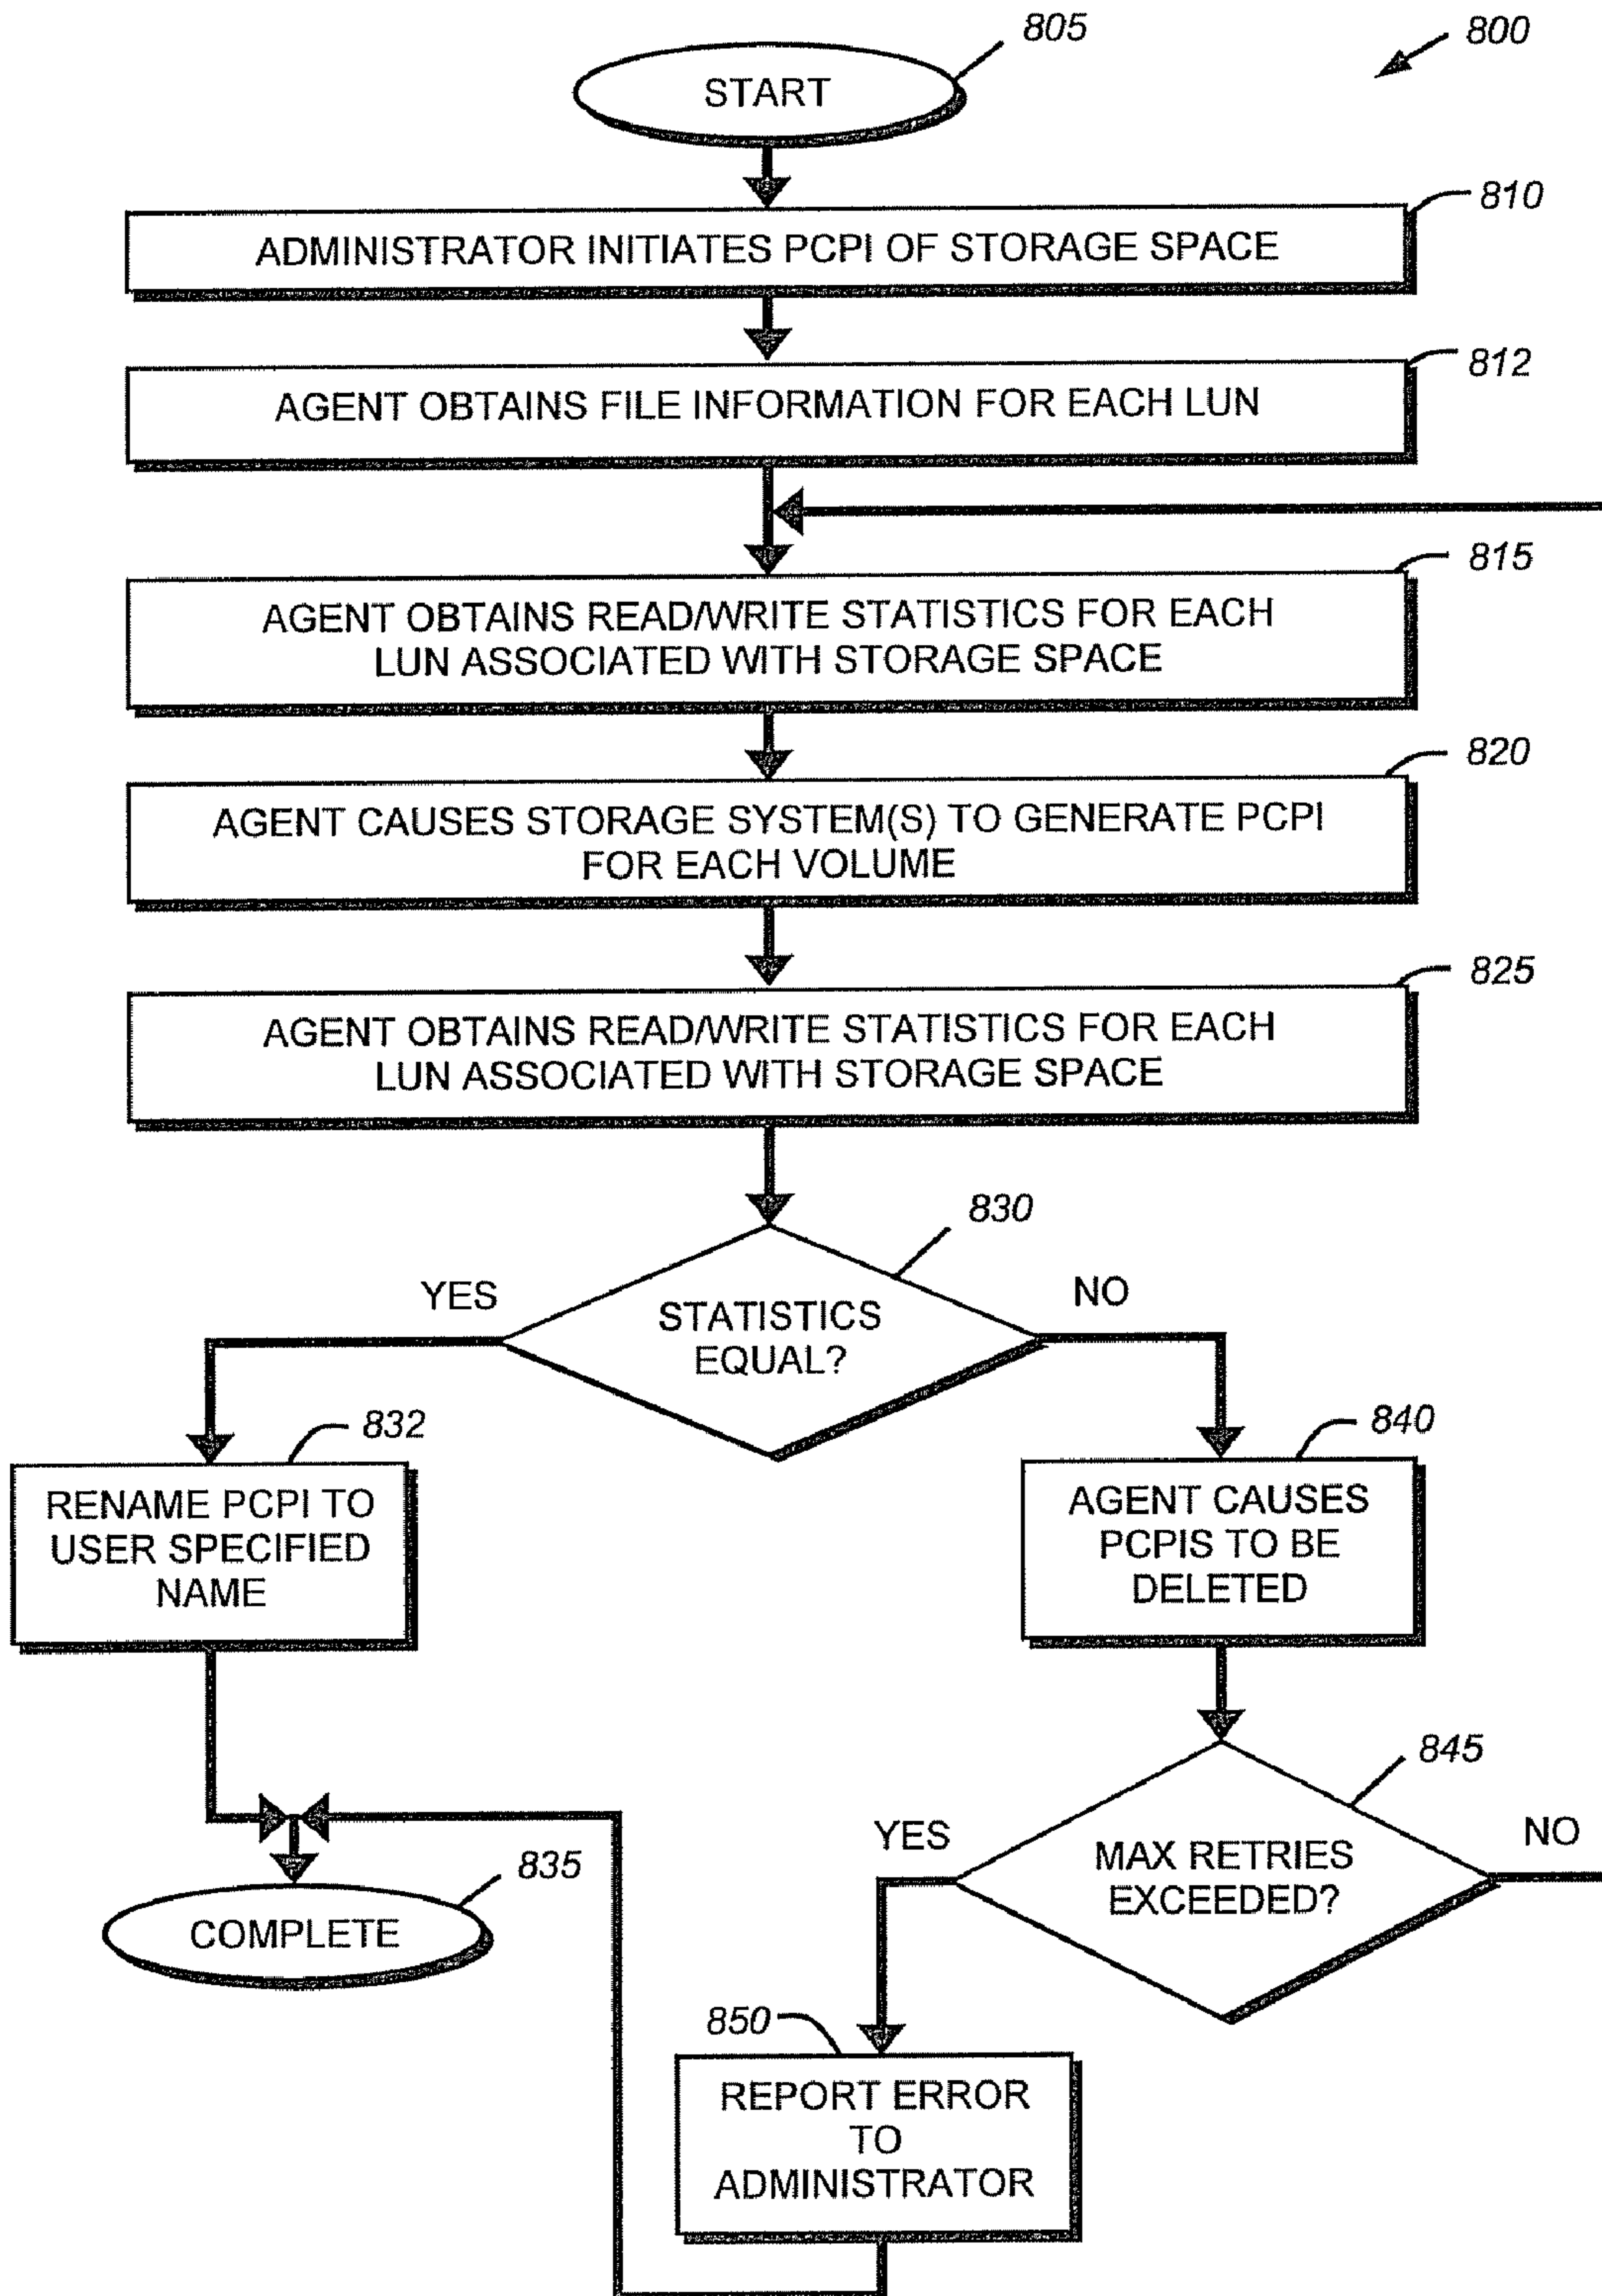 805
800
START
810
ADMINISTRATOR INITIATES PCPI OF STORAGE SPACE
812
AGENT OBTAINS FILE INFORMATION FOR EACH LUN
815
AGENT OBTAINS READ/WRITE STATISTICS FOR EACH
LUN ASSOCIATED WITH STORAGE SPACE
820
AGENT CAUSES STORAGE SYSTEM(S) TO GENERATE PCPI
FOR EACH VOLUME
825
AGENT OBTAINS READ/WRITE STATISTICS FOR EACH
LUN ASSOCIATED WITH STORAGE SPACE
830
YES
NO
STATISTICS
EQUAL?
832
RENAME PCPI TO
USER SPECIFIED
NAME
840
AGENT CAUSES
PCPIS TO BE
DELETED
845
YES
NO
MAX RETRIES
EXCEEDED?
835
COMPLETE
850
REPORT ERROR
TO
ADMINISTRATOR